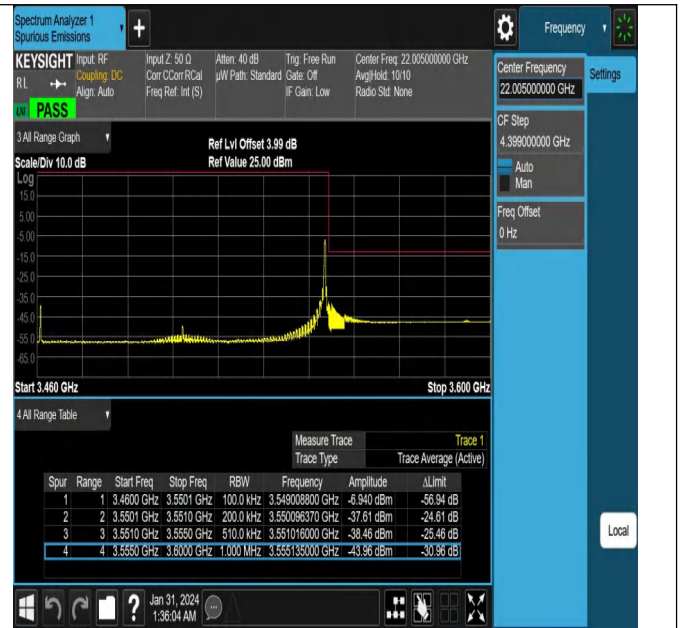 Spectrum Analyzer 1
Spurious Emissions
Frequency
KEYSIGHT Input: RF Input Z: 50 Ω Atten: 40 dB Trig: Free Run Center Freq: 22.005000000 GHz
RL Coupling: DC Corr CCorr RCal µW Path: Standard Gate: Off Avg|Hold: 10/10
Align: Auto Freq Ref: Int (S) IF Gain: Low Radio Std: None
PASS
Center Frequency
22.005000000 GHz
Settings
CF Step
4.399000000 GHz
Auto
Man
Freq Offset
0 Hz
3 All Range Graph
Ref Lvl Offset 3.99 dB
Scale/Div 10.0 dB Ref Value 25.00 dBm
Log
15.0
5.00
-5.00
-15.0
-25.0
-35.0
-45.0
-55.0
-65.0
Start 3.460 GHz Stop 3.600 GHz
4 All Range Table
Measure Trace Trace 1
Trace Type Trace Average (Active)
Spur Range Start Freq Stop Freq RBW Frequency Amplitude ΔLimit
1 1 3.4600 GHz 3.5501 GHz 100.0 kHz 3.549008800 GHz -6.940 dBm -56.94 dB
2 2 3.5501 GHz 3.5510 GHz 200.0 kHz 3.550096370 GHz -37.61 dBm -24.61 dB
3 3 3.5510 GHz 3.5550 GHz 510.0 kHz 3.551016000 GHz -38.46 dBm -25.46 dB
4 4 3.5550 GHz 3.6000 GHz 1.000 MHz 3.555135000 GHz -43.96 dBm -30.96 dB
Local
Jan 31, 2024
1:36:04 AM